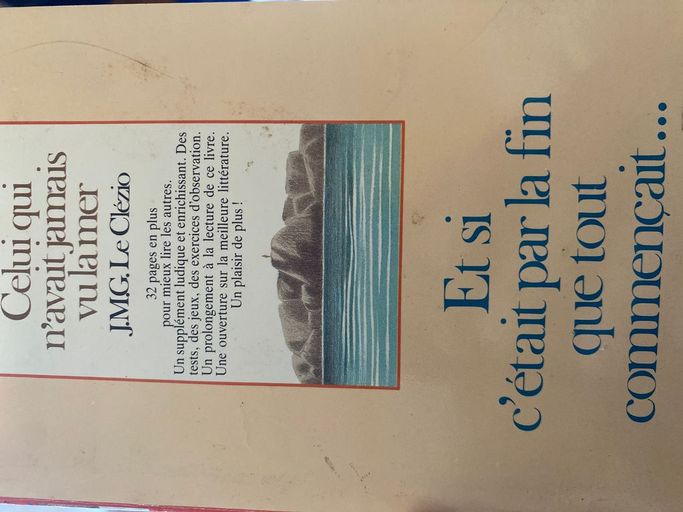 Celui qui
n'avait jamais
vu la mer
J.M.G. Le Clézio
32 pages en plus
pour mieux lire les autres.
Un supplément ludique et enrichissant. Des
tests, des jeux, des exercices d'observation.
Un prolongement à la lecture de ce livre.
Une ouverture sur la meilleure littérature.
Un plaisir de plus !
Et si
c'était par la fin
que tout
commençait...